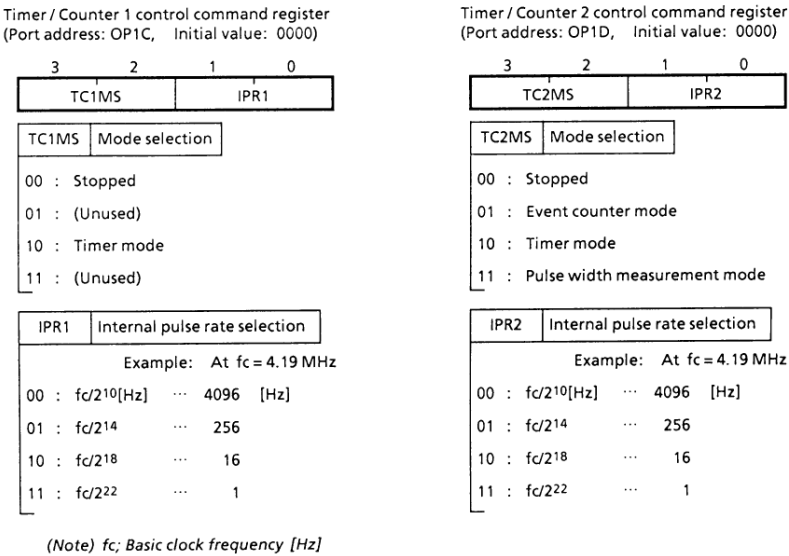 Timer / Counter 1 control command register
(Port address: OP1C, Initial value: 0000)
3 2 1 0
TC1MS IPR1
TC1MS Mode selection
00 : Stopped
01 : (Unused)
10 : Timer mode
11 : (Unused)
IPR1 Internal pulse rate selection
Example: At fc = 4.19 MHz
00 : fc/2^10[Hz] ··· 4096 [Hz]
01 : fc/2^14 ··· 256
10 : fc/2^18 ··· 16
11 : fc/2^22 ··· 1
(Note) fc; Basic clock frequency [Hz]
Timer / Counter 2 control command register
(Port address: OP1D, Initial value: 0000)
3 2 1 0
TC2MS IPR2
TC2MS Mode selection
00 : Stopped
01 : Event counter mode
10 : Timer mode
11 : Pulse width measurement mode
IPR2 Internal pulse rate selection
Example: At fc = 4.19 MHz
00 : fc/2^10[Hz] ··· 4096 [Hz]
01 : fc/2^14 ··· 256
10 : fc/2^18 ··· 16
11 : fc/2^22 ··· 1